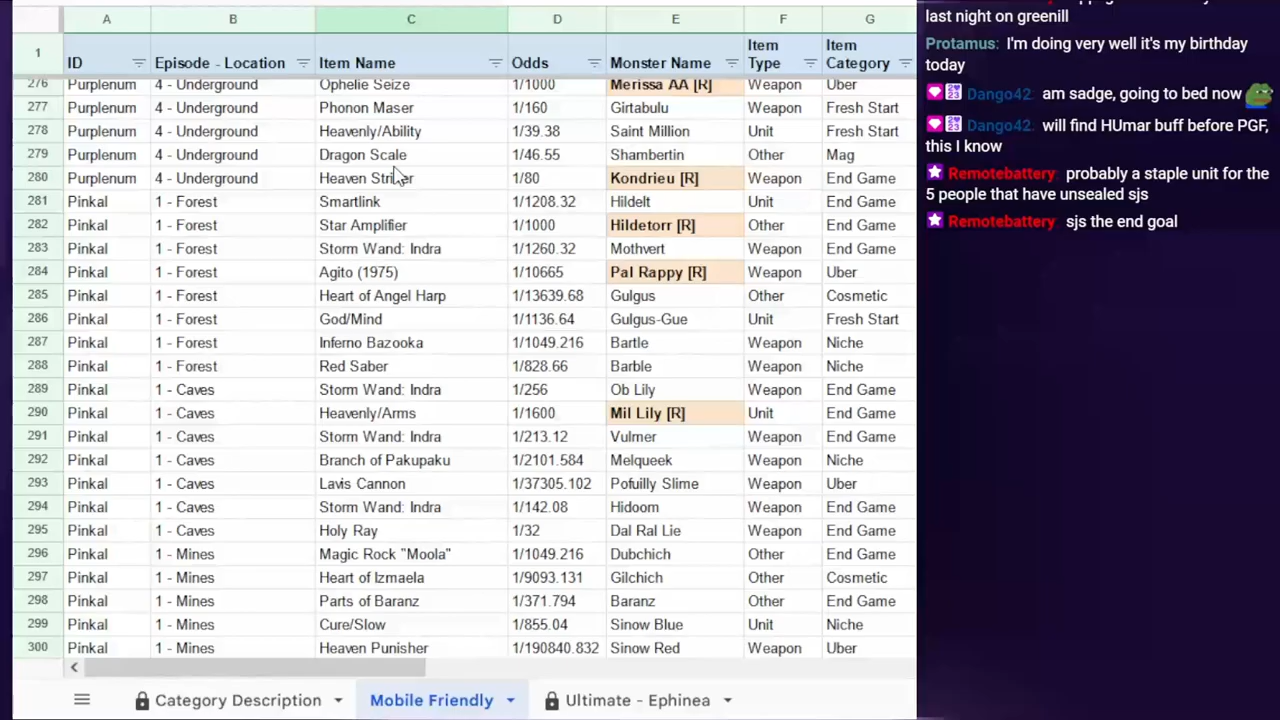 A B C D E F G
1 ID Episode - Location Item Name Odds Monster Name Item Type Item Category
276 Purplenum 4 - Underground Ophelie Seize 1/1000 Merissa AA [R] Weapon Uber
277 Purplenum 4 - Underground Phonon Maser 1/160 Girtabulu Weapon Fresh Start
278 Purplenum 4 - Underground Heavenly/Ability 1/39.38 Saint Million Unit Fresh Start
279 Purplenum 4 - Underground Dragon Scale 1/46.55 Shambertin Other Mag
280 Purplenum 4 - Underground Heaven Striker 1/80 Kondrieu [R] Weapon End Game
281 Pinkal 1 - Forest Smartlink 1/1208.32 Hildelt Unit End Game
282 Pinkal 1 - Forest Star Amplifier 1/1000 Hildetorr [R] Other End Game
283 Pinkal 1 - Forest Storm Wand: Indra 1/1260.32 Mothvert Weapon End Game
284 Pinkal 1 - Forest Agito (1975) 1/10665 Pal Rappy [R] Weapon Uber
285 Pinkal 1 - Forest Heart of Angel Harp 1/13639.68 Gulgus Other Cosmetic
286 Pinkal 1 - Forest God/Mind 1/1136.64 Gulgus-Gue Unit Fresh Start
287 Pinkal 1 - Forest Inferno Bazooka 1/1049.216 Bartle Weapon Niche
288 Pinkal 1 - Forest Red Saber 1/828.66 Barble Weapon Niche
289 Pinkal 1 - Caves Storm Wand: Indra 1/256 Ob Lily Weapon End Game
290 Pinkal 1 - Caves Heavenly/Arms 1/1600 Mil Lily [R] Unit End Game
291 Pinkal 1 - Caves Storm Wand: Indra 1/213.12 Vulmer Weapon End Game
292 Pinkal 1 - Caves Branch of Pakupaku 1/2101.584 Melqueek Weapon Niche
293 Pinkal 1 - Caves Lavis Cannon 1/37305.102 Pofuilly Slime Weapon Uber
294 Pinkal 1 - Caves Storm Wand: Indra 1/142.08 Hidoom Weapon End Game
295 Pinkal 1 - Caves Holy Ray 1/32 Dal Ral Lie Weapon End Game
296 Pinkal 1 - Mines Magic Rock "Moola" 1/1049.216 Dubchich Other End Game
297 Pinkal 1 - Mines Heart of Izmaela 1/9093.131 Gilchich Other Cosmetic
298 Pinkal 1 - Mines Parts of Baranz 1/371.794 Baranz Other End Game
299 Pinkal 1 - Mines Cure/Slow 1/855.04 Sinow Blue Unit Niche
300 Pinkal 1 - Mines Heaven Punisher 1/190840.832 Sinow Red Weapon Uber
Category Description Mobile Friendly Ultimate - Ephinea
last night on greenill
Protamus: I'm doing very well it's my birthday
today
Dango42: am sadge, going to bed now
Dango42: will find HUmar buff before PGF,
this I know
Remotebattery: probably a staple unit for the
5 people that have unsealed sjs
Remotebattery: sjs the end goal